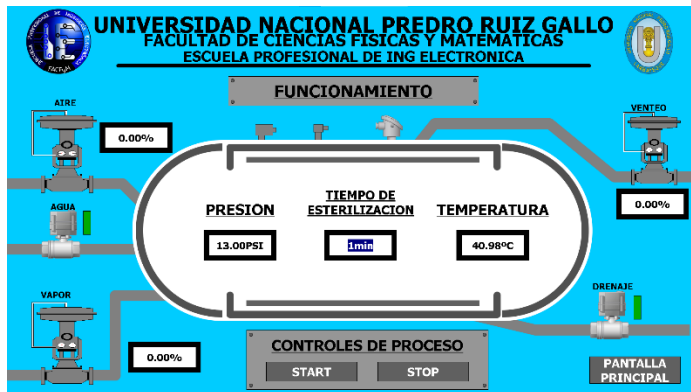 UNIVERSIDAD NACIONAL PREDRO RUIZ GALLO
FACULTAD DE CIENCIAS FISICAS Y MATEMATICAS
ESCUELA PROFESIONAL DE ING ELECTRONICA
FUNCIONAMIENTO
AIRE
0.00%
VENTEO
0.00%
AGUA
PRESION
TIEMPO DE
ESTERILIZACION
TEMPERATURA
13.00PSI
1min
40.98ºC
VAPOR
0.00%
DRENAJE
CONTROLES DE PROCESO
START
STOP
PANTALLA
PRINCIPAL